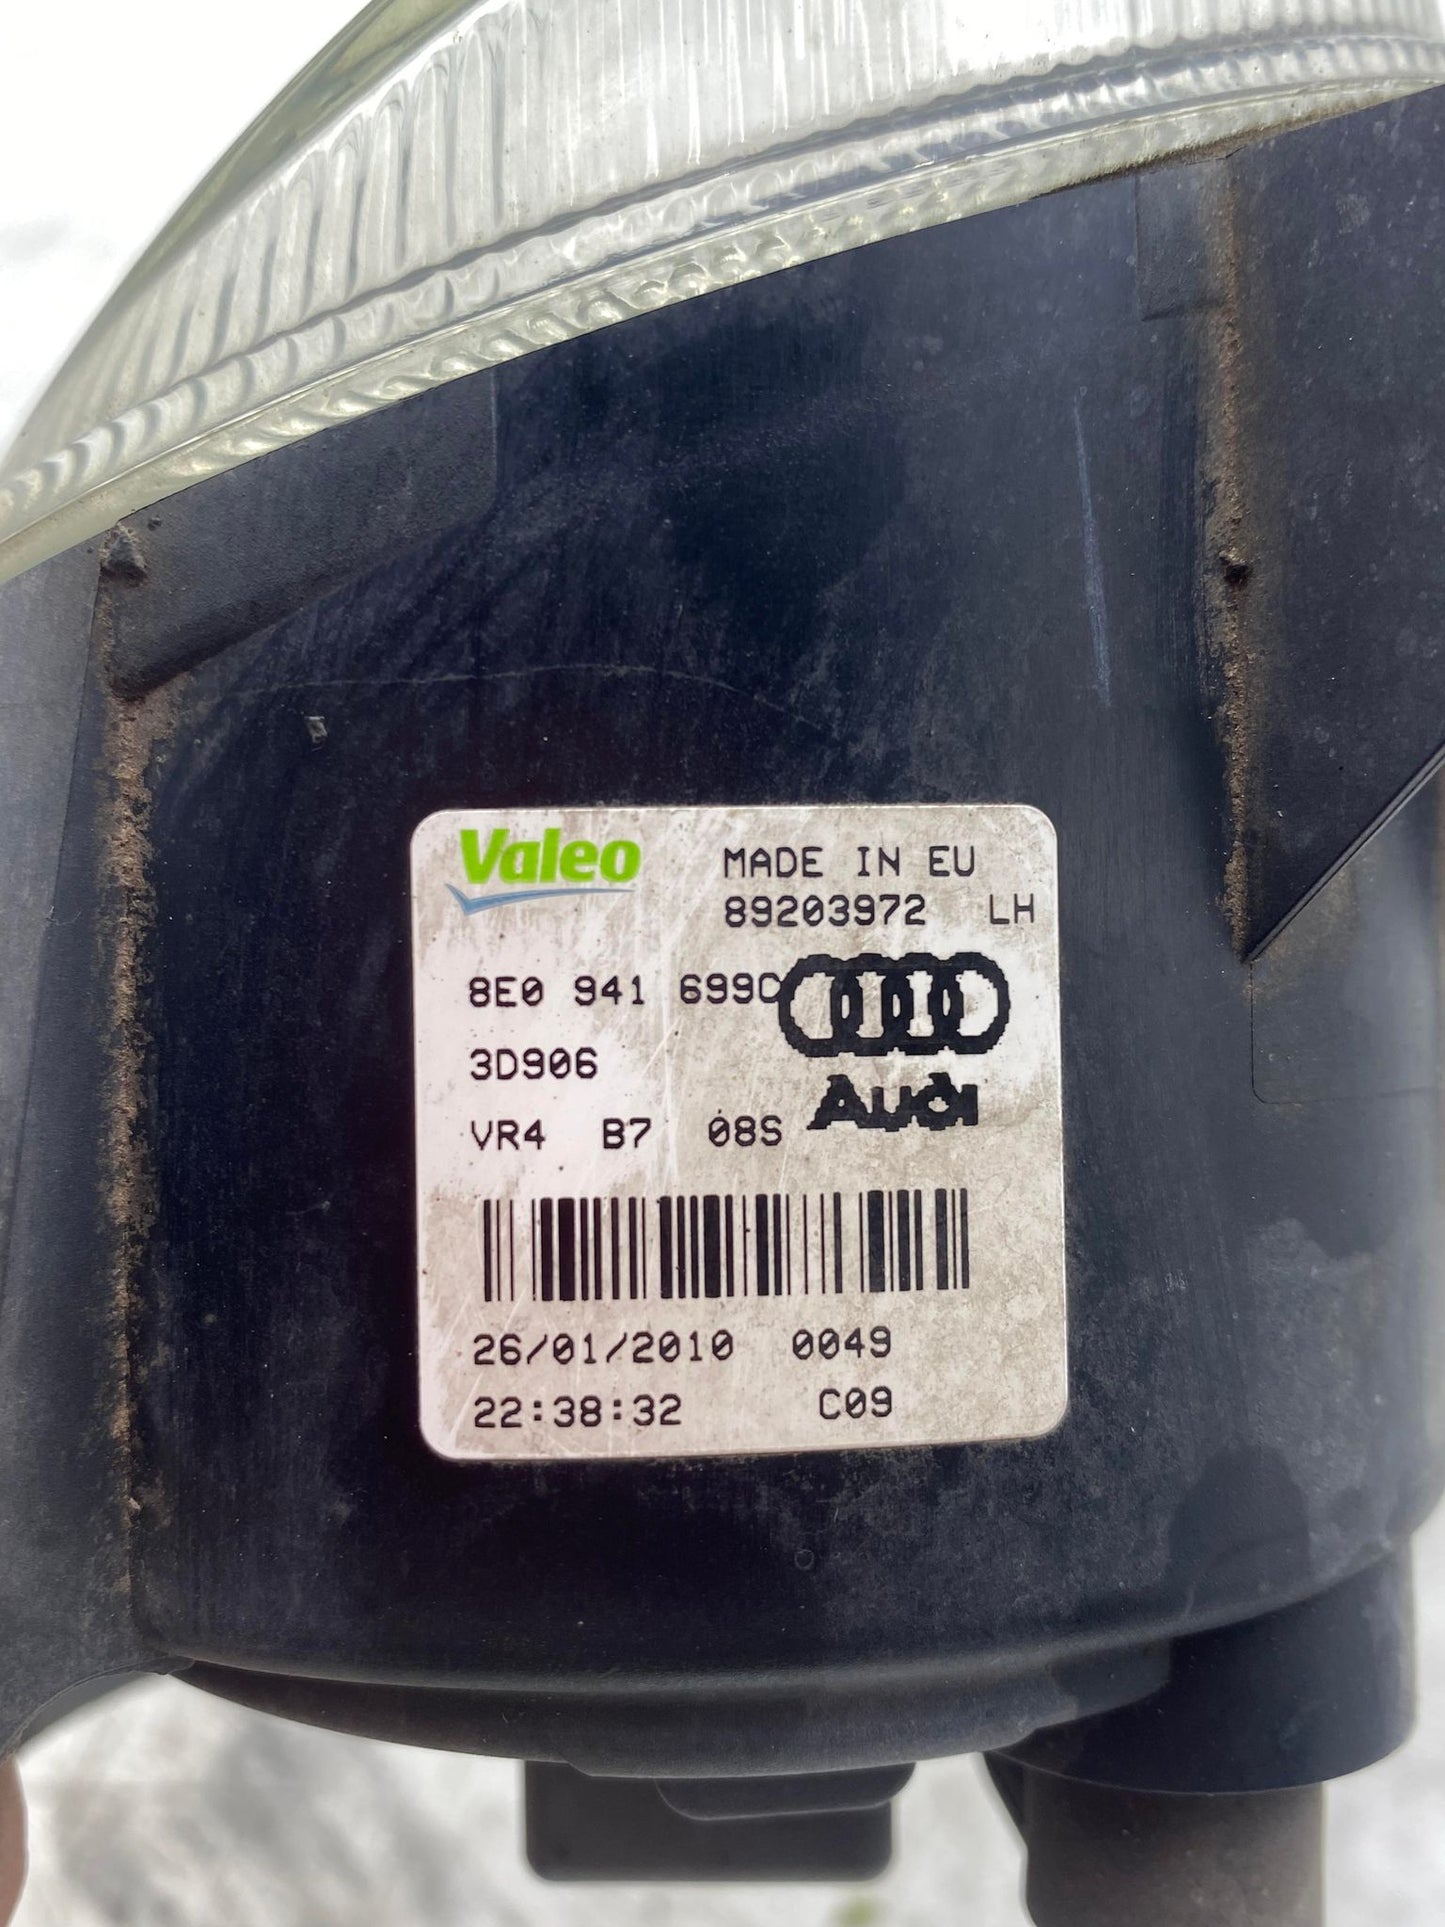 Valeo MADE IN EU
89203972 LH
8E0 941 699C
3D906
Audi
VR4 B7 08S
26/01/2010 0049
22:38:32 C09